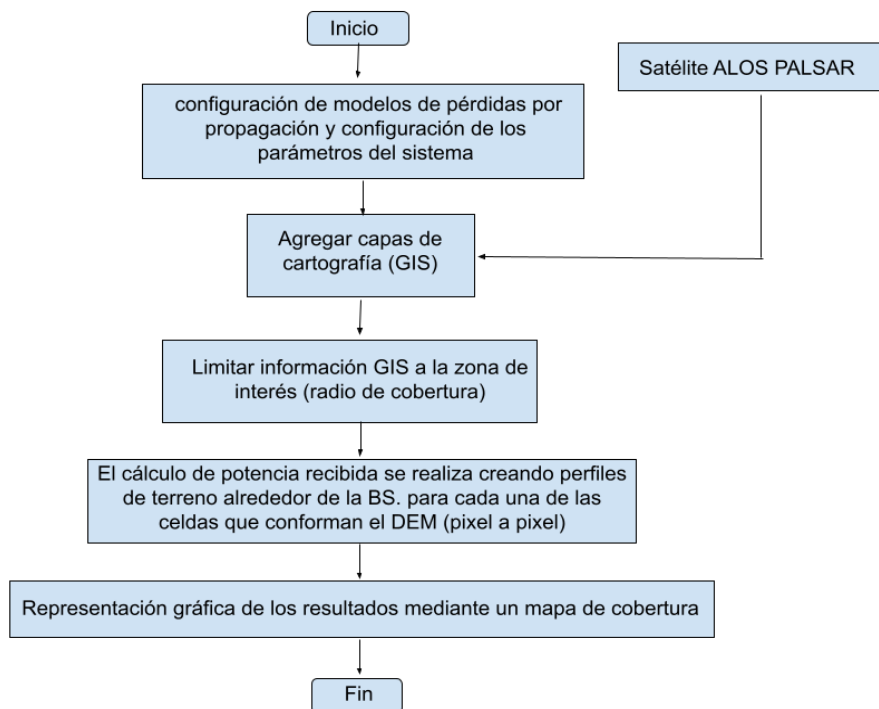 Inicio
Satélite ALOS PALSAR
configuración de modelos de pérdidas por
propagación y configuración de los
parámetros del sistema
Agregar capas de
cartografía (GIS)
Limitar información GIS a la zona de
interés (radio de cobertura)
El cálculo de potencia recibida se realiza creando perfiles
de terreno alrededor de la BS. para cada una de las
celdas que conforman el DEM (pixel a pixel)
Representación gráfica de los resultados mediante un mapa de cobertura
Fin